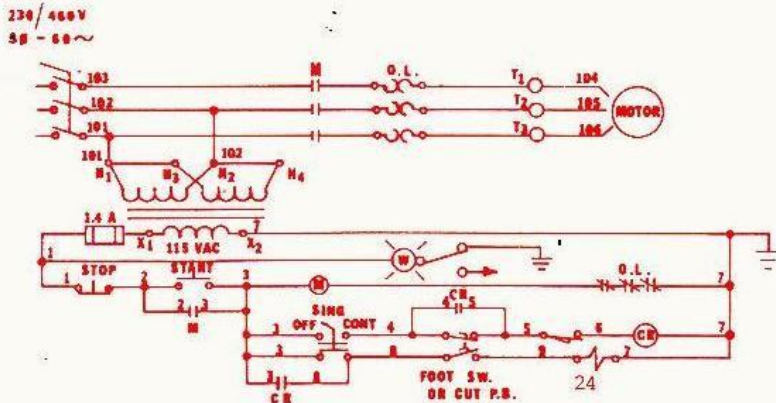 230/460V
50-60~
103 M O.L. T1 104
102 T2 105 MOTOR
101 T3 106
101 102
H1 H3 H2 H4
1.4 A 7
X1 115 VAC X2
1 W
STOP START O.L.
1 2 3 M 7
2 3
M CR
4 5
SING
OFF CONT
3 4 5 6 CR 7
3 8 9 7
FOOT SW. 24
3 8 OR CUT P.B.
CR